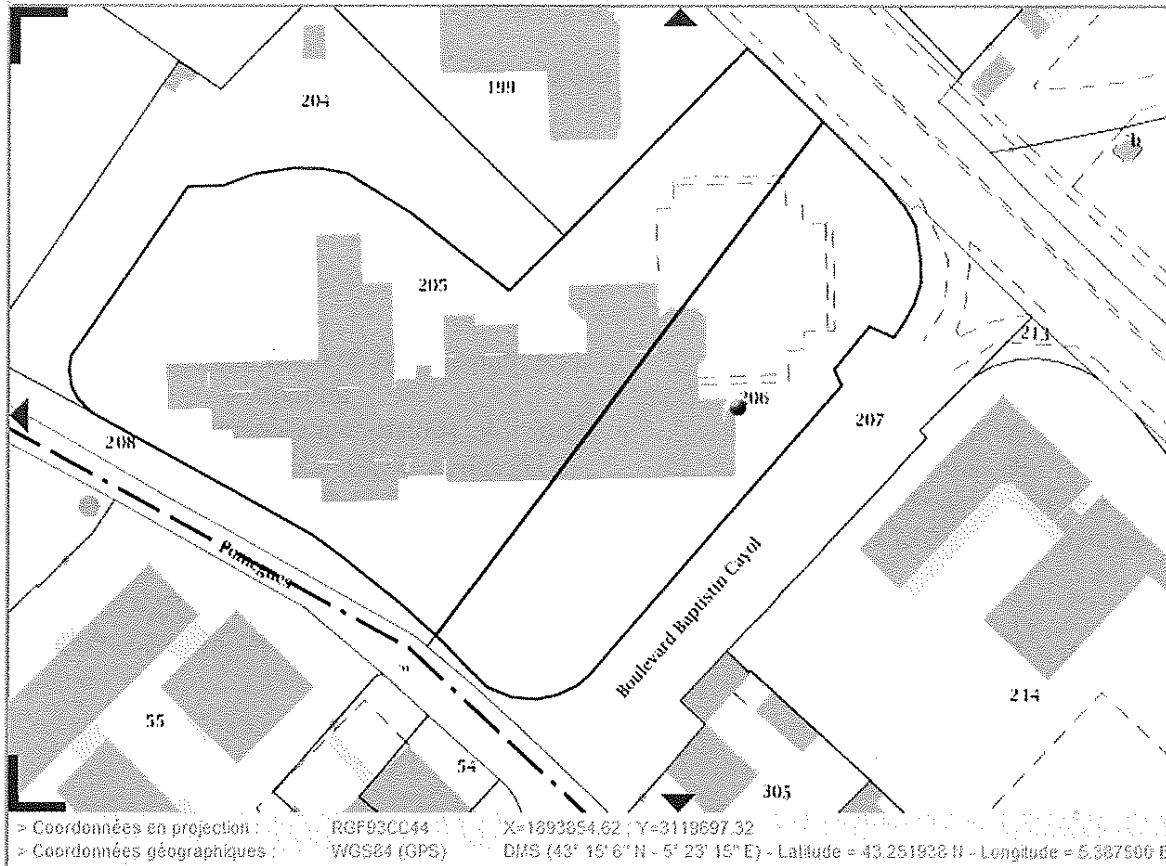 204
199
b
205
213
206
207
208
Pomegues
Boulevard Baptistin Cayol
214
55
54
305
> Coordonnées en projection : RGF93CC44 X=1893854.62 ; Y=3119697.32
> Coordonnées géographiques : WGS84 (GPS) DMS (43° 15' 6" N - 5° 23' 15" E) - Latitude = 43.251938 N - Longitude = 5.387500 E